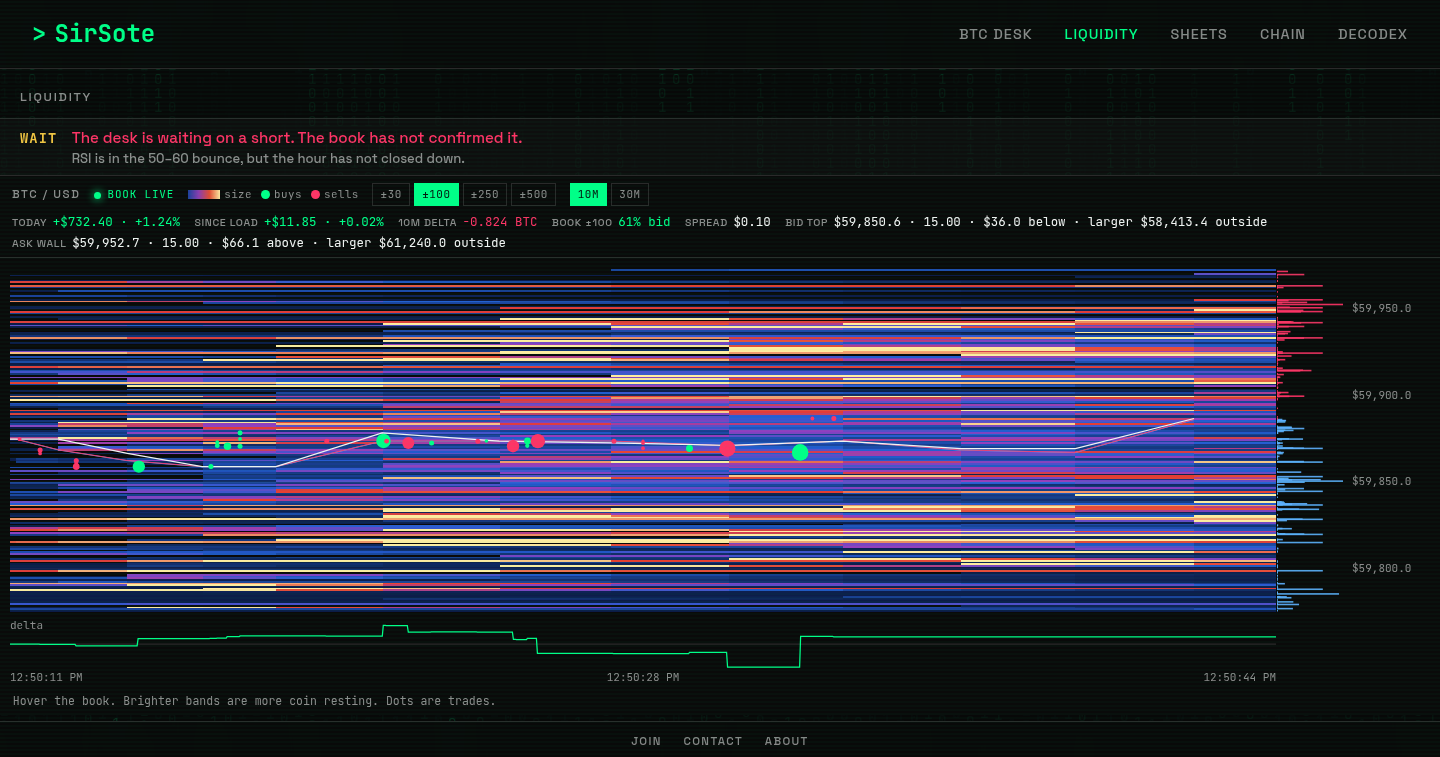 > SirSote
BTC DESK LIQUIDITY SHEETS CHAIN DECODEX
LIQUIDITY
WAIT The desk is waiting on a short. The book has not confirmed it.
RSI is in the 50–60 bounce, but the hour has not closed down.
BTC / USD BOOK LIVE size buys sells ±30 ±100 ±250 ±500 10M 30M
TODAY +$732.40 · +1.24% SINCE LOAD +$11.85 · +0.02% 10M DELTA -0.824 BTC BOOK ±100 61% bid SPREAD $0.10 BID TOP $59,850.6 · 15.00 · $36.0 below · larger $58,413.4 outside
ASK WALL $59,952.7 · 15.00 · $66.1 above · larger $61,240.0 outside
$59,950.0
$59,900.0
$59,850.0
$59,800.0
delta
12:50:11 PM 12:50:28 PM 12:50:44 PM
Hover the book. Brighter bands are more coin resting. Dots are trades.
JOIN CONTACT ABOUT